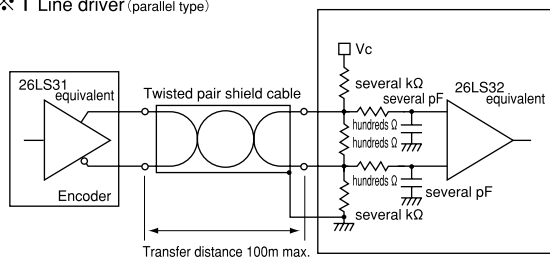 ※1 Line driver (parallel type)
Vc
26LS31
equivalent
Twisted pair shield cable
several kΩ
several pF
26LS32
equivalent
hundreds Ω
hundreds Ω
hundreds Ω
several pF
Encoder
several kΩ
Transfer distance 100m max.